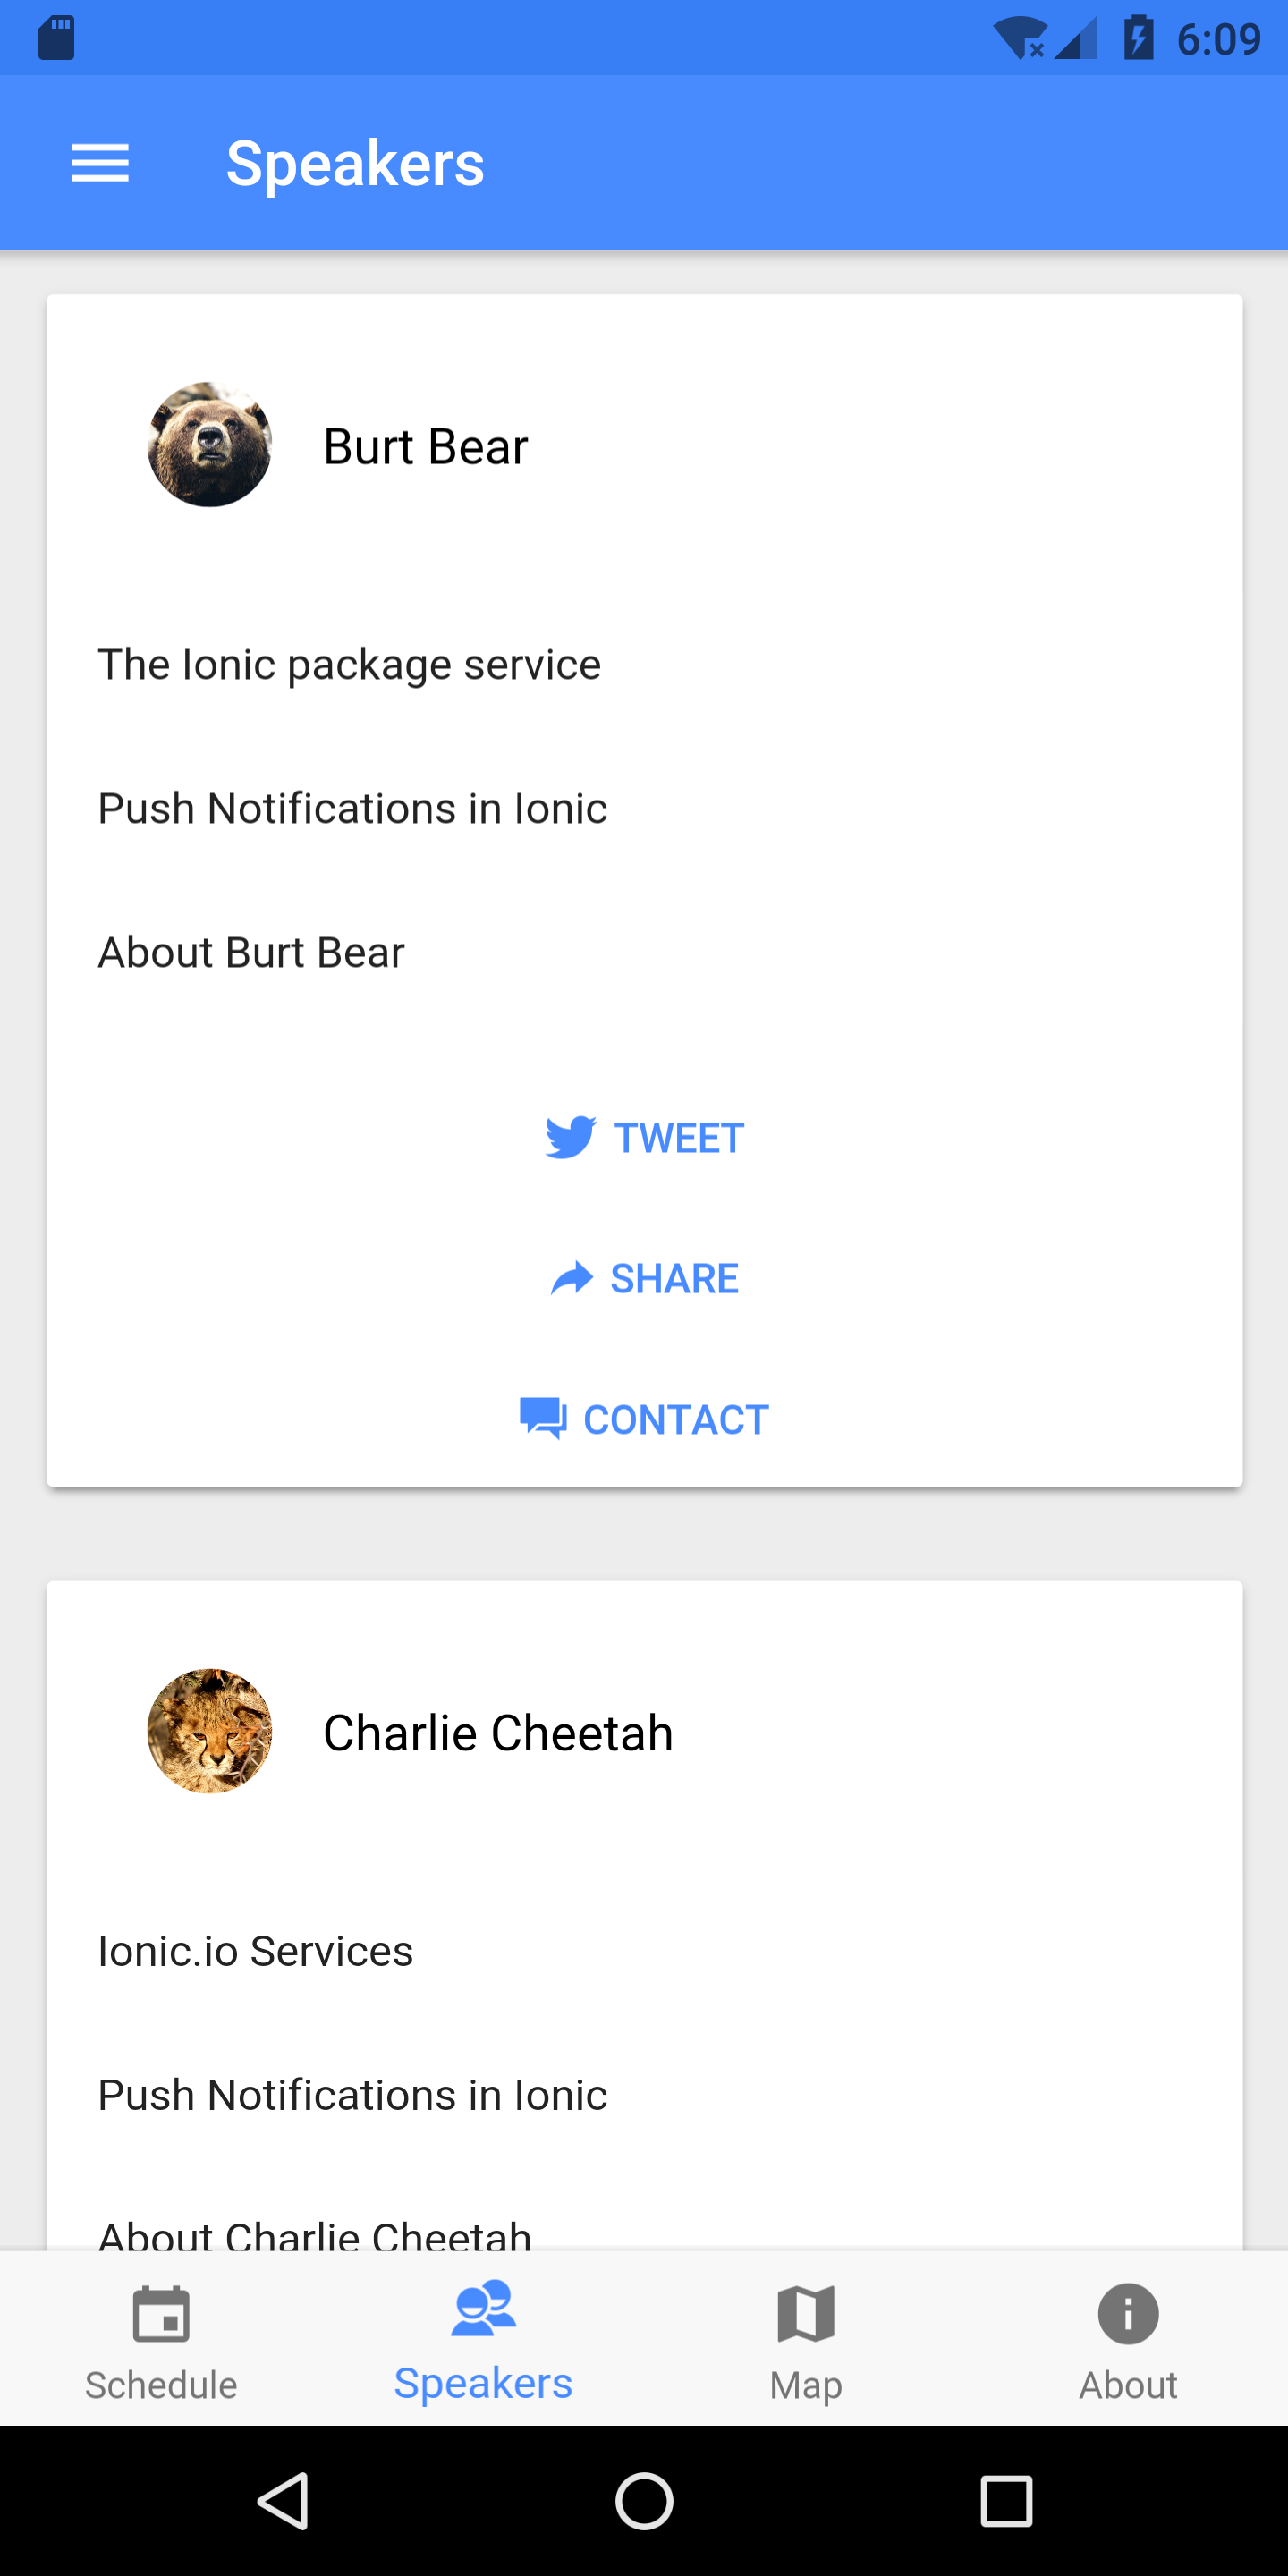 6:09
Speakers
Burt Bear
The Ionic package service
Push Notifications in Ionic
About Burt Bear
TWEET
SHARE
CONTACT
Charlie Cheetah
Ionic.io Services
Push Notifications in Ionic
About Charlie Cheetah
Schedule
Speakers
Map
About